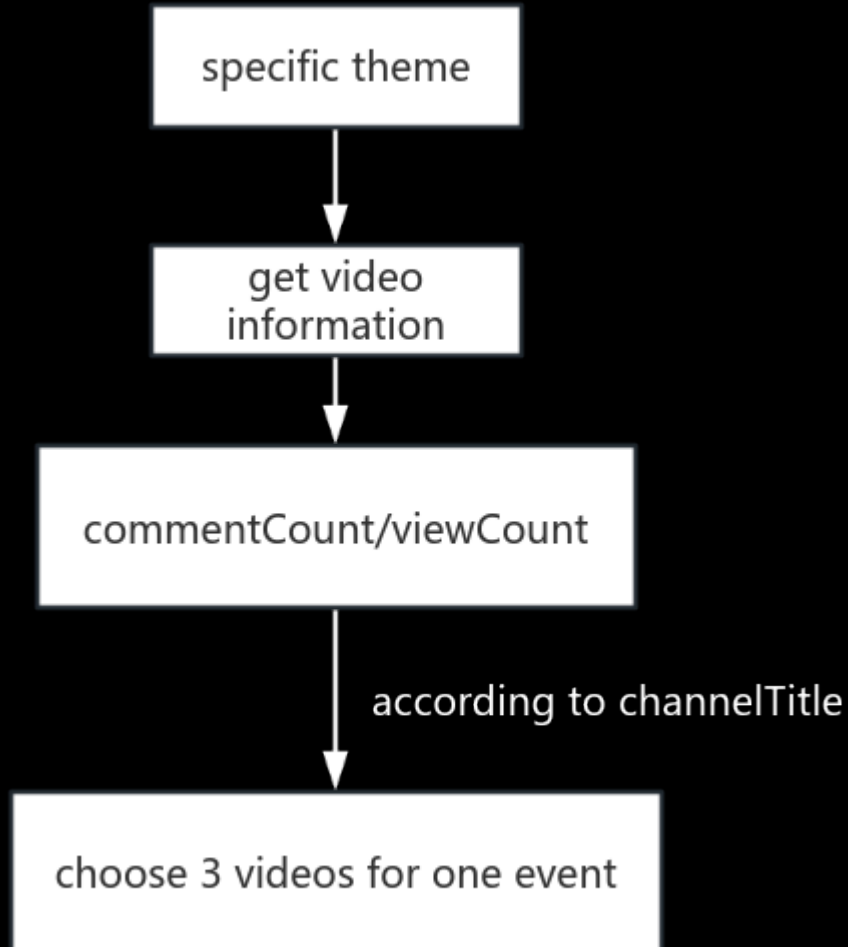 specific theme
get video
information
commentCount/viewCount
according to channelTitle
choose 3 videos for one event